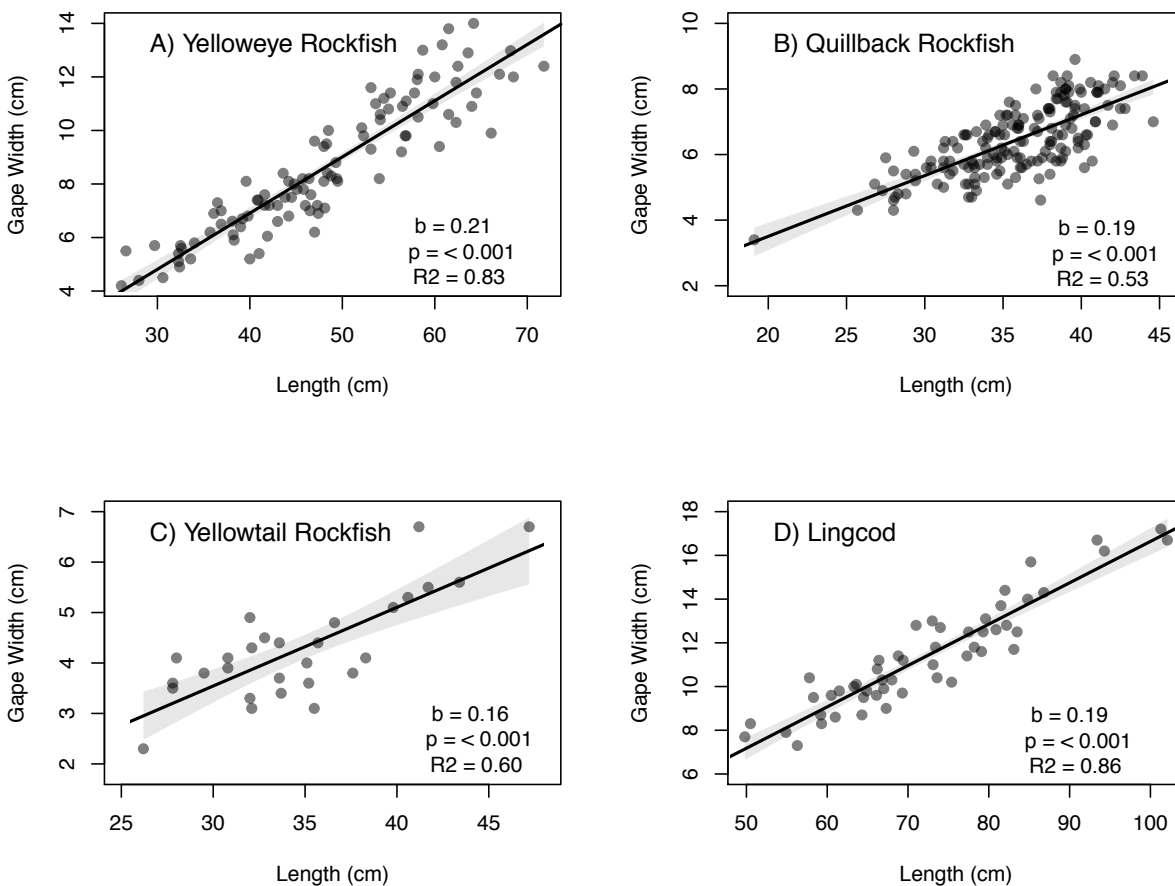 A) Yelloweye Rockfish
14
12
10
8
6
4
Gape Width (cm)
b = 0.21
p = < 0.001
R2 = 0.83
30 40 50 60 70
Length (cm)
B) Quillback Rockfish
10
8
6
4
2
Gape Width (cm)
b = 0.19
p = < 0.001
R2 = 0.53
20 25 30 35 40 45
Length (cm)
C) Yellowtail Rockfish
7
6
5
4
3
2
Gape Width (cm)
b = 0.16
p = < 0.001
R2 = 0.60
25 30 35 40 45
Length (cm)
D) Lingcod
18
16
14
12
10
8
6
Gape Width (cm)
b = 0.19
p = < 0.001
R2 = 0.86
50 60 70 80 90 100
Length (cm)